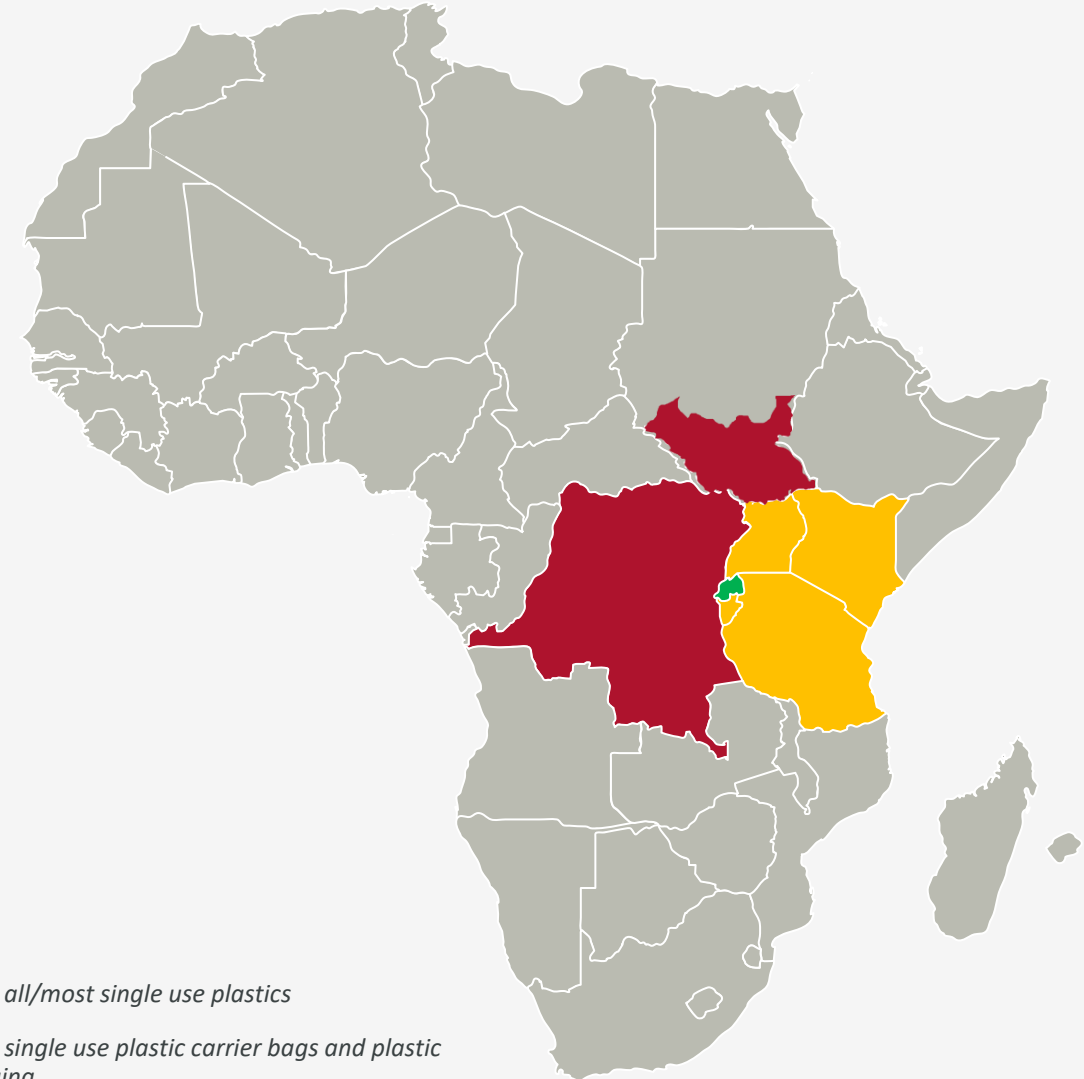 all/most single use plastics
single use plastic carrier bags and plastic